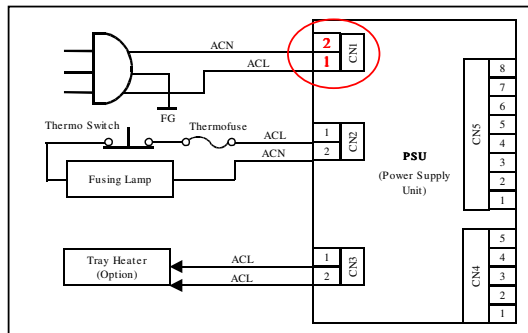 ACN
2
CN1
ACL
1
FG
Thermo Switch
Thermofuse
ACL
1
CN2
ACN
2
Fusing Lamp
PSU
(Power Supply
Unit)
8
7
6
5
CN5
4
3
2
1
Tray Heater
(Option)
ACL
1
CN3
ACL
2
5
4
CN4
3
2
1